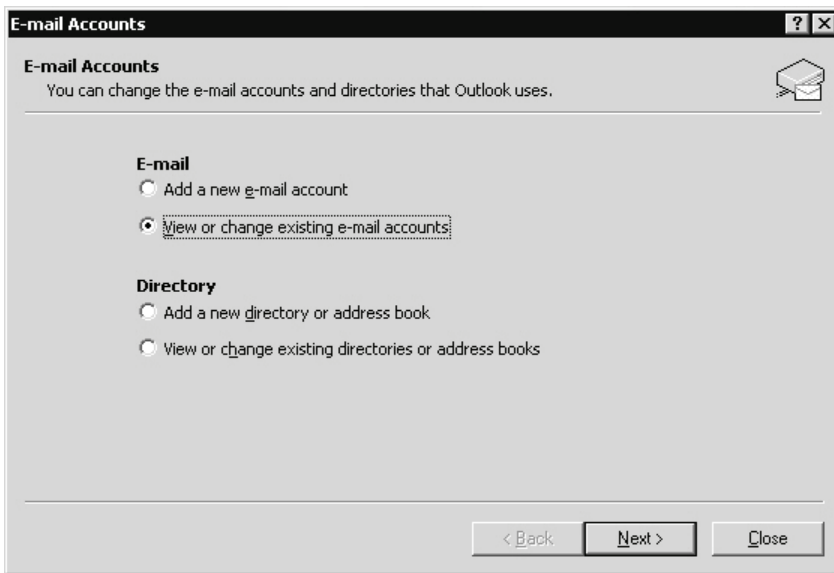 E-mail Accounts
E-mail Accounts
You can change the e-mail accounts and directories that Outlook uses.
E-mail
Add a new e-mail account
View or change existing e-mail accounts
Directory
Add a new directory or address book
View or change existing directories or address books
< Back Next > Close